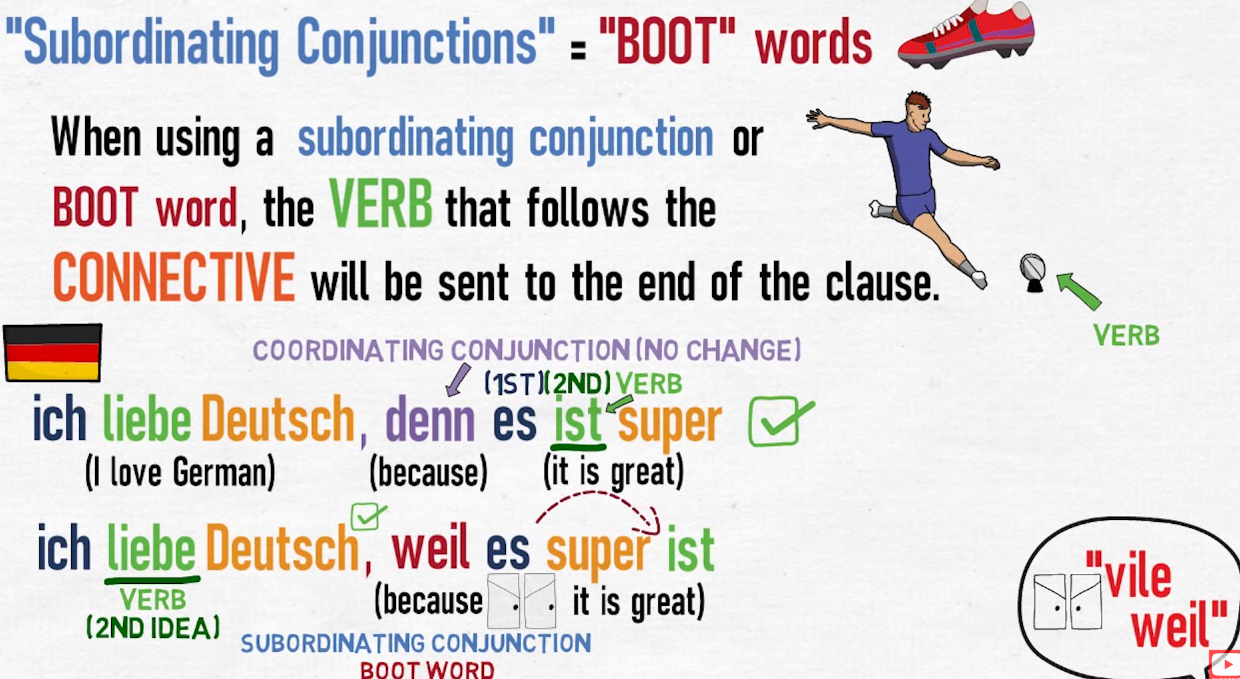 "Subordinating Conjunctions" = "BOOT" words
When using a subordinating conjunction or
BOOT word, the VERB that follows the
CONNECTIVE will be sent to the end of the clause.
VERB
COORDINATING CONJUNCTION (NO CHANGE)
(1ST)(2ND) VERB
ich liebe Deutsch, denn es ist super
(I love German) (because) (it is great)
ich liebe Deutsch, weil es super ist
VERB (because it is great)
(2ND IDEA)
SUBORDINATING CONJUNCTION
BOOT WORD
"vile
weil"